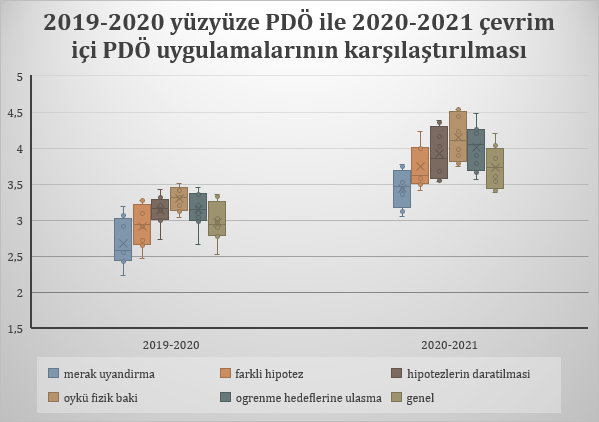 2019-2020 yüzyüze PDÖ ile 2020-2021 çevrim
içi PDÖ uygulamalarının karşılaştırılması
5
4,5
4
3,5
3
2,5
2
1,5
2019-2020 2020-2021
merak uyandirma farkli hipotez hipotezlerin daratilmasi
oykü fizik baki ogrenme hedeflerine ulasma genel